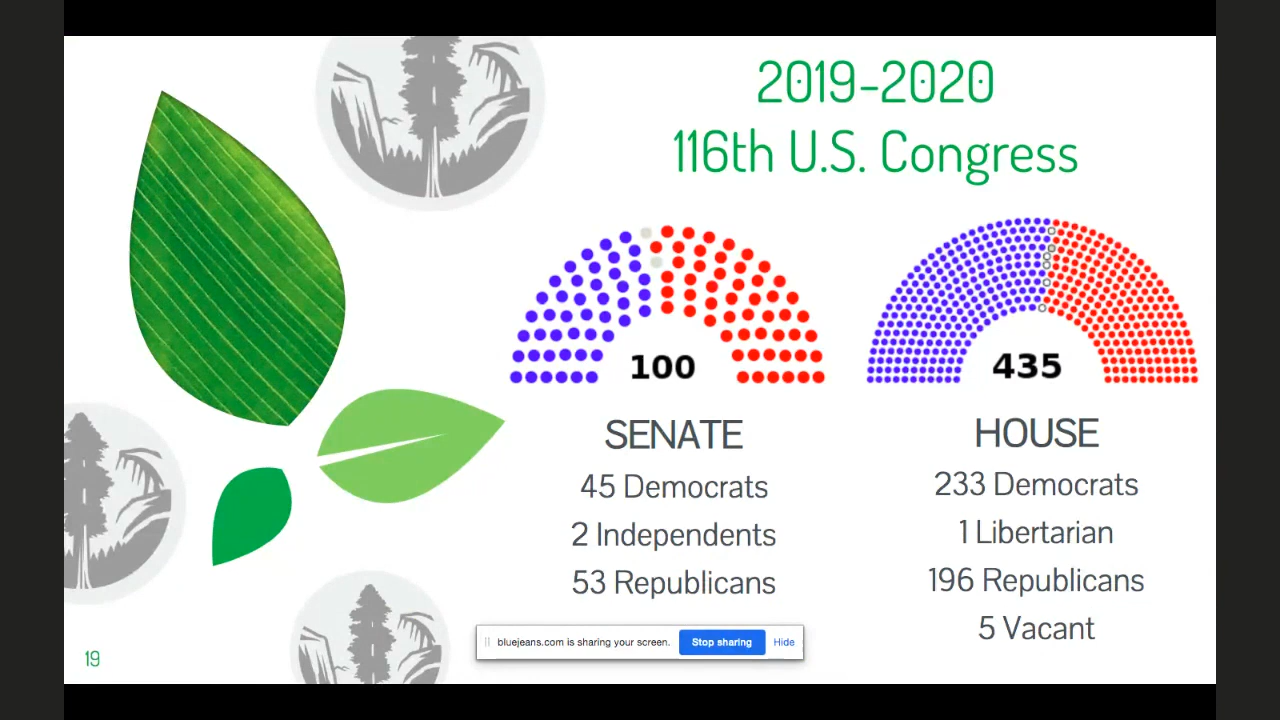 2019-2020
116th U.S. Congress
100
435
SENATE
45 Democrats
2 Independents
53 Republicans
HOUSE
233 Democrats
1 Libertarian
196 Republicans
5 Vacant
bluejeans.com is sharing your screen. Stop sharing Hide
19